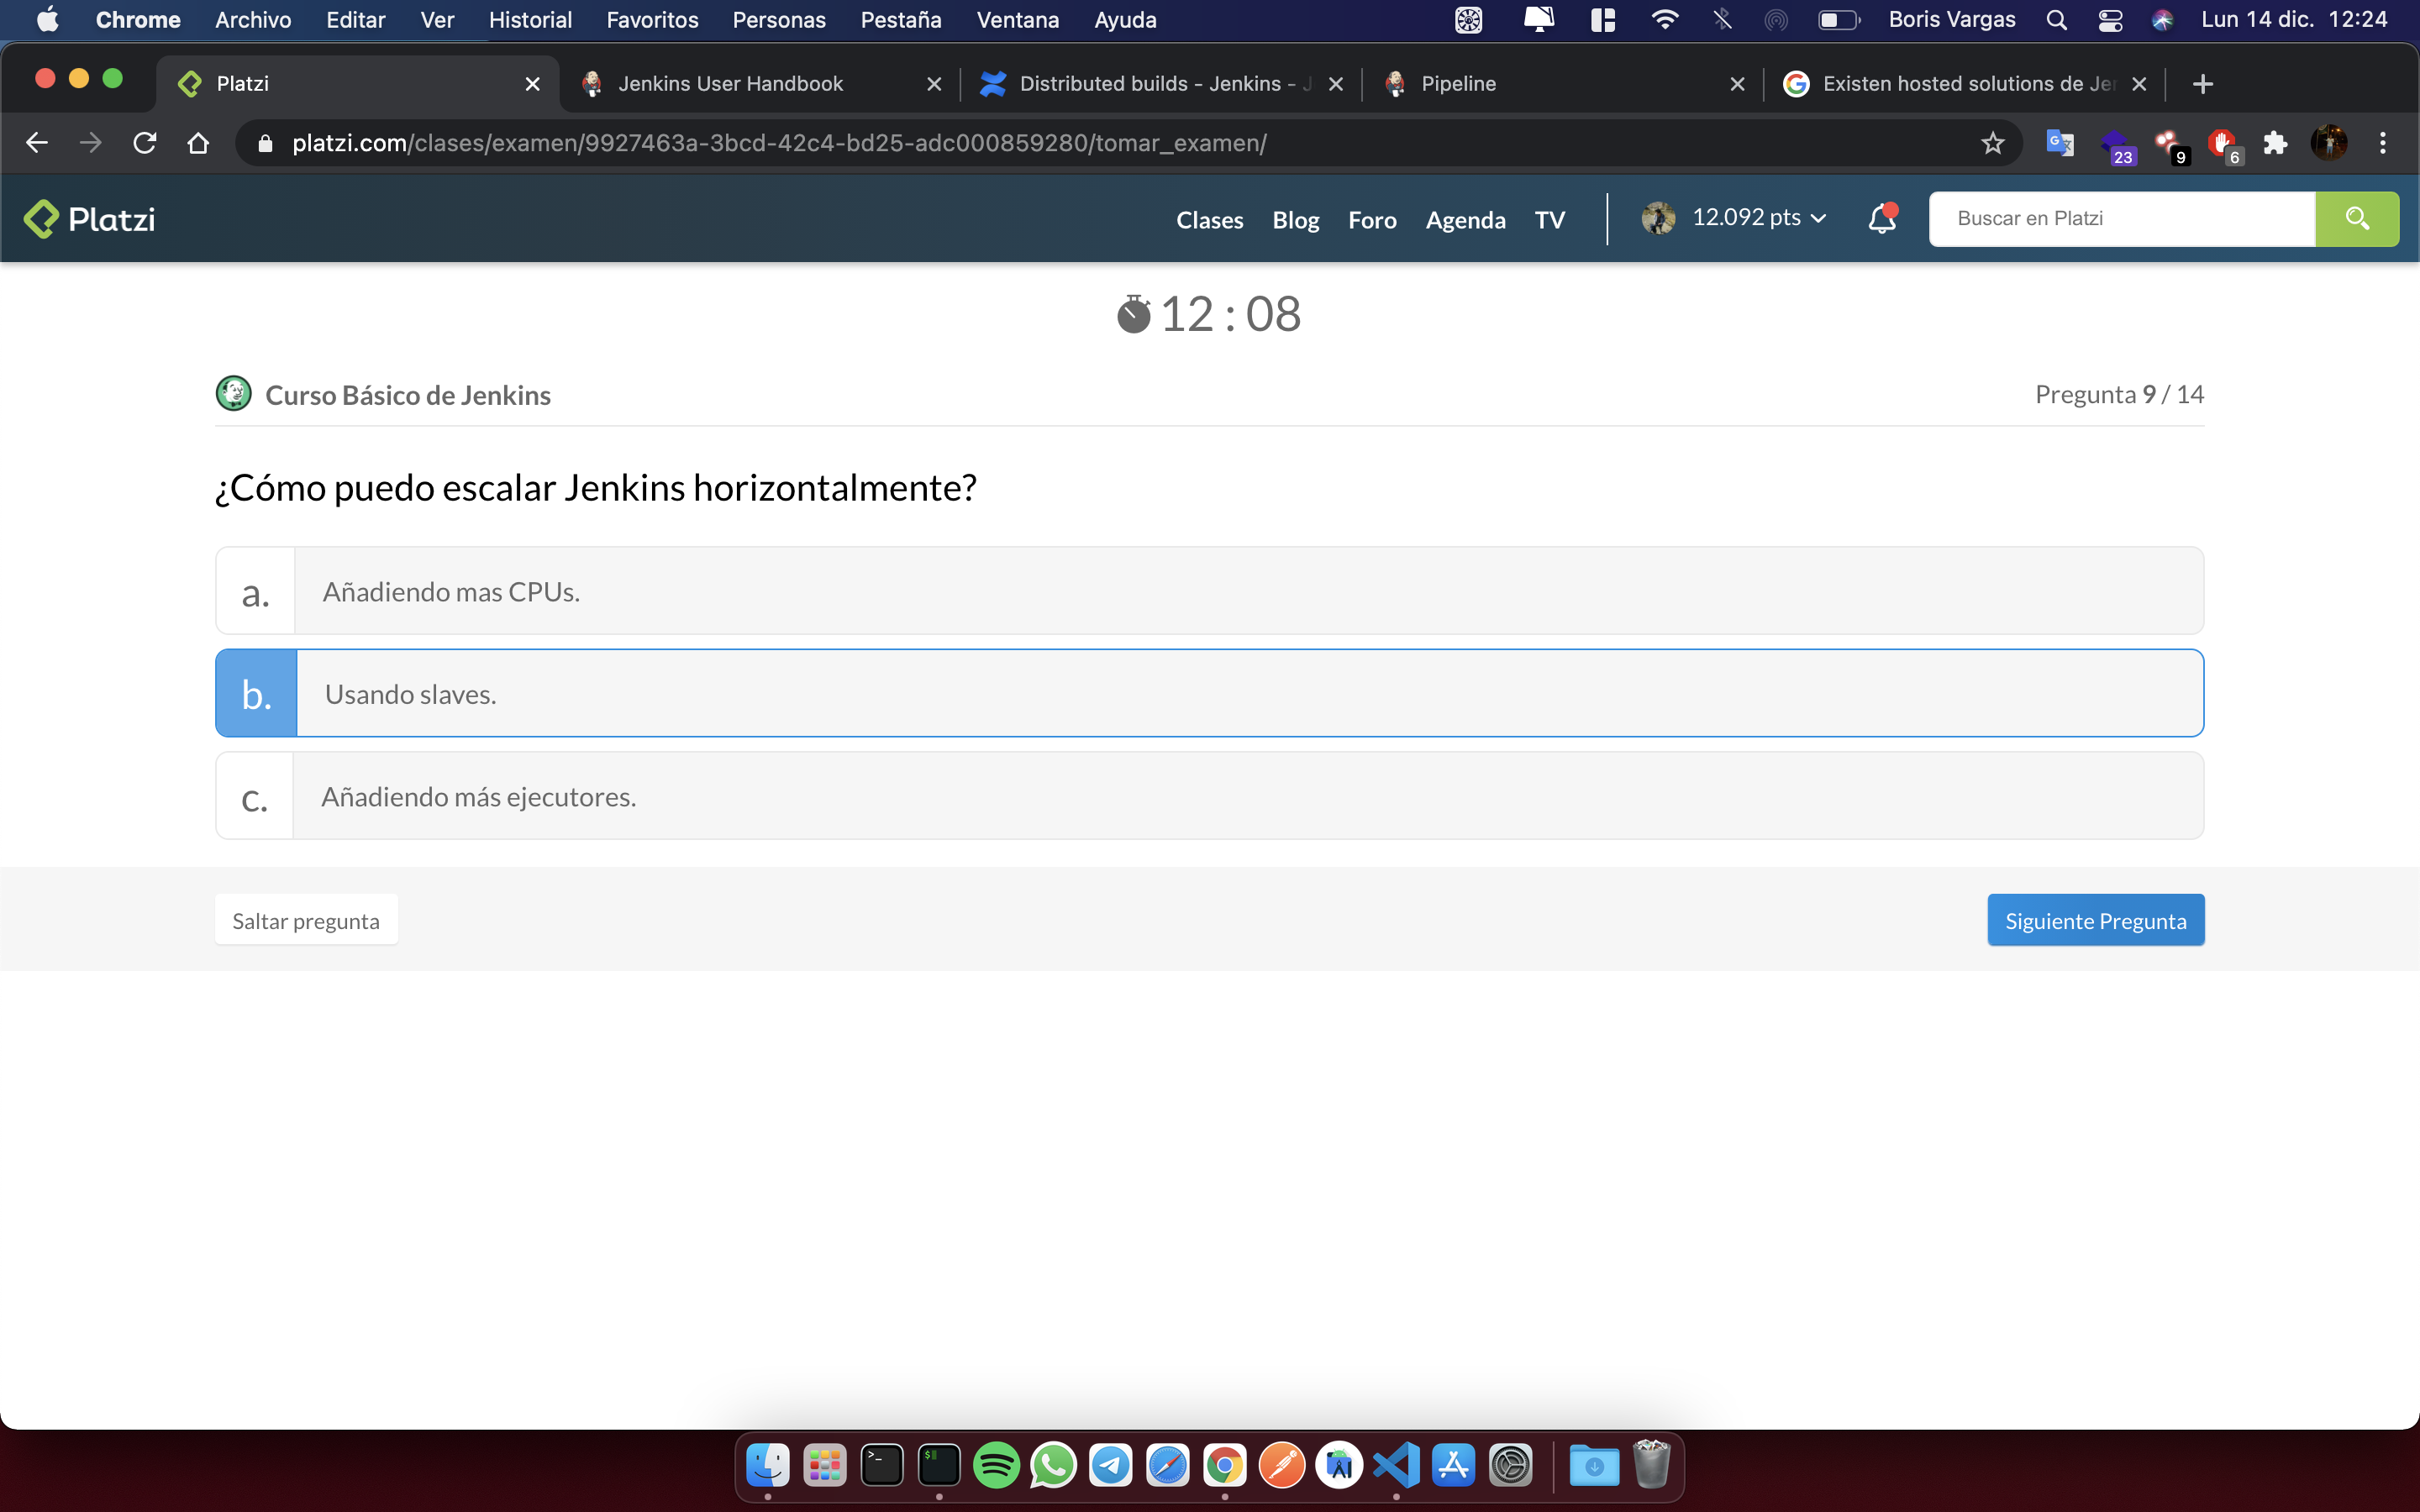 Chrome Archivo Editar Ver Historial Favoritos Personas Pestaña Ventana Ayuda Boris Vargas Lun 14 dic. 12:24
Platzi Jenkins User Handbook Distributed builds - Jenkins - Pipeline Existen hosted solutions de
platzi.com/clases/examen/9927463a-3bcd-42c4-bd25-adc000859280/tomar_examen/ 23 9 6
Platzi Clases Blog Foro Agenda TV 12.092 pts Buscar en Platzi
12 : 08
Curso Básico de Jenkins Pregunta 9 / 14
¿Cómo puedo escalar Jenkins horizontalmente?
a. Añadiendo mas CPUs.
b. Usando slaves.
c. Añadiendo más ejecutores.
Saltar pregunta Siguiente Pregunta